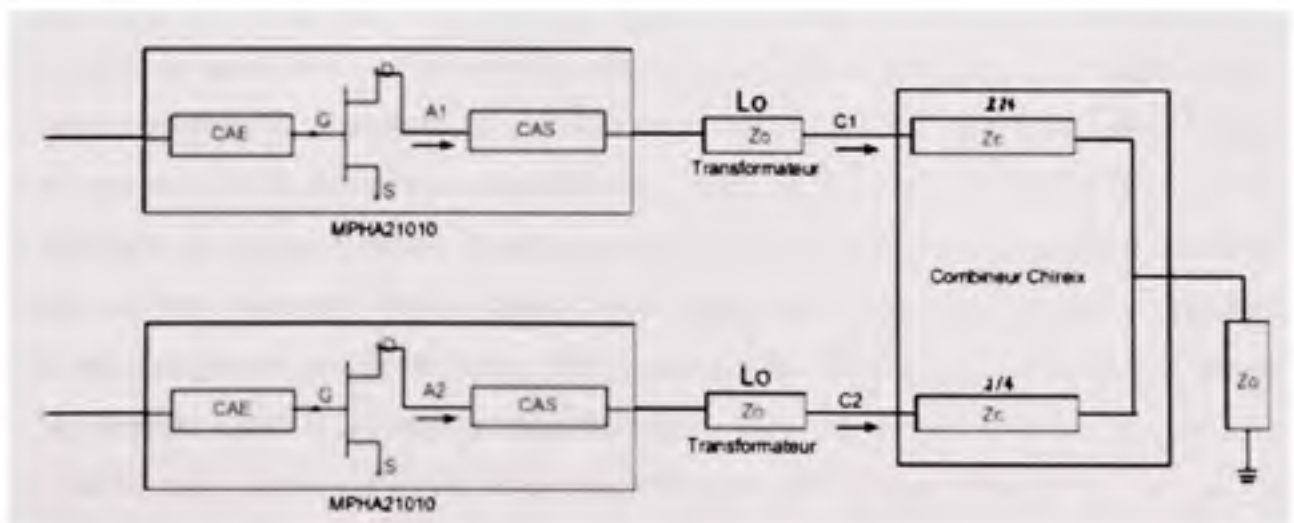 CAE
G
D
S
A1
CAS
MPHA21010
Lo
Zo
Transformateur
C1
Zc
Combineur Chireix
CAE
G
D
S
A2
CAS
MPHA21010
Lo
Zo
Transformateur
C2
Zc
Zo